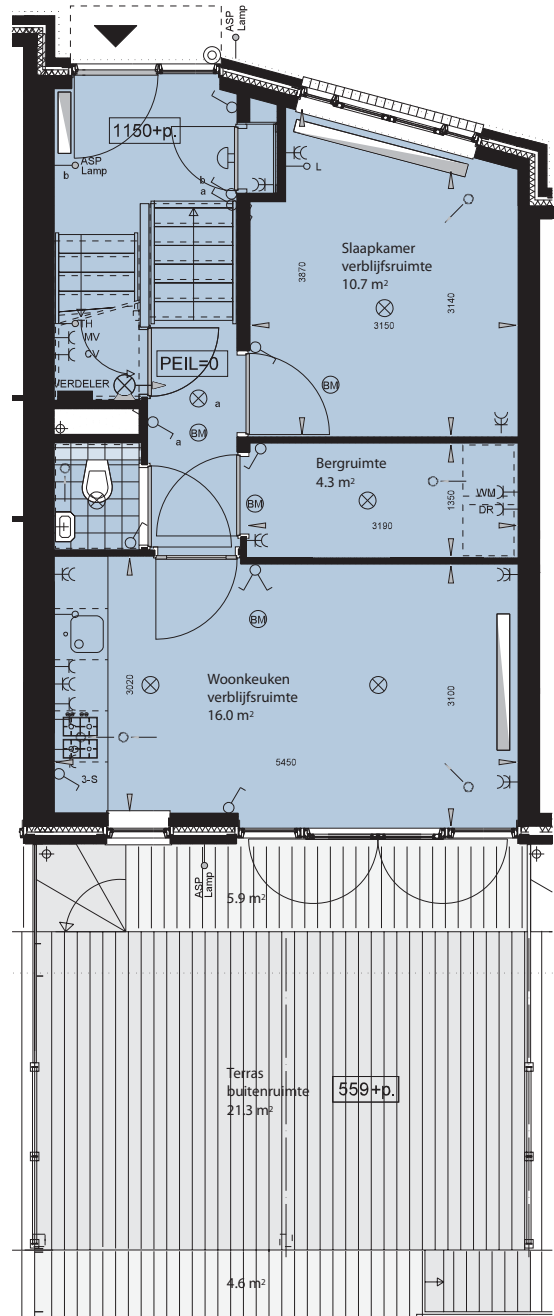 ASP
Lamp
1150+p.
ASP
Lamp
b
b
a
L
Slaapkamer
verblijfsruimte
10.7 m²
3870
3140
3150
TH
MV
CV
VERDELER
PEIL=0
a
BM
a
BM
Bergruimte
4.3 m²
BM
WM
DR
1350
3190
BM
3020
Woonkeuken
verblijfsruimte
16.0 m²
3100
5450
3-S
ASP
Lamp
5.9 m²
Terras
buitenruimte
21.3 m²
559+p.
4.6 m²